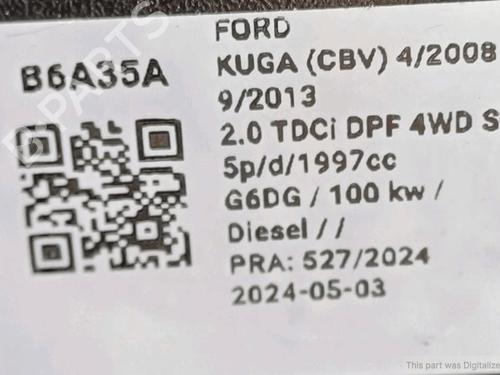 FORD
B6A35A
KUGA (CBV) 4/2008
9/2013
2.0 TDCi DPF 4WD S
5p/d/1997cc
G6DG / 100 kw /
Diesel / /
PRA: 527/2024
2024-05-03
B PARTS
This part was Digitalize